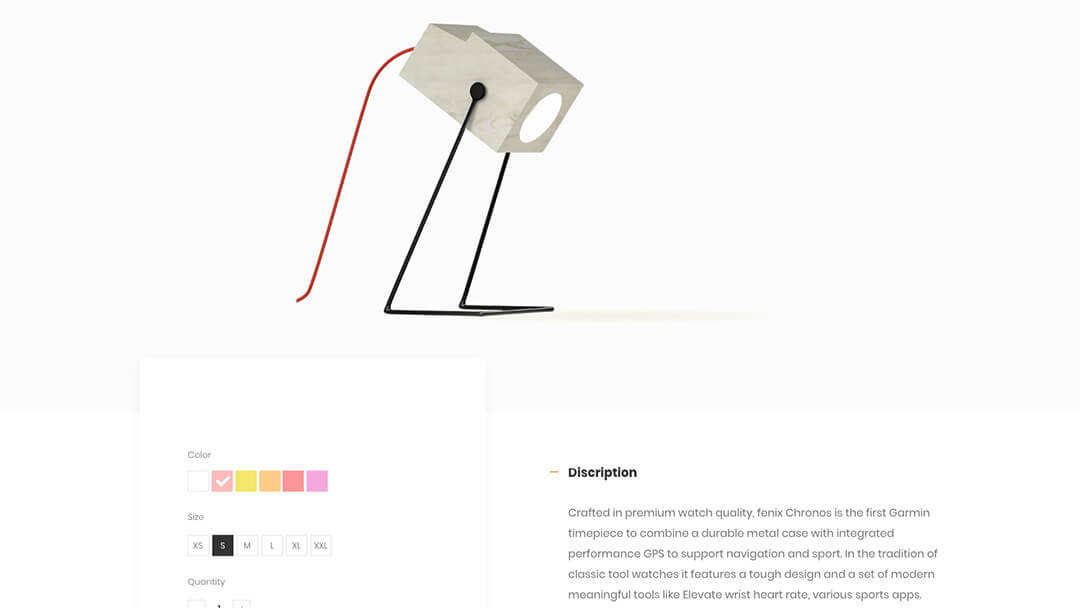 Color
Size
XS S M L XL XXL
Quantity
Discription
Crafted in premium watch quality, fenix Chronos is the first Garmin
timepiece to combine a durable metal case with integrated
performance GPS to support navigation and sport. In the tradition of
classic tool watches it features a tough design and a set of modern
meaningful tools like Elevate wrist heart rate, various sports apps.